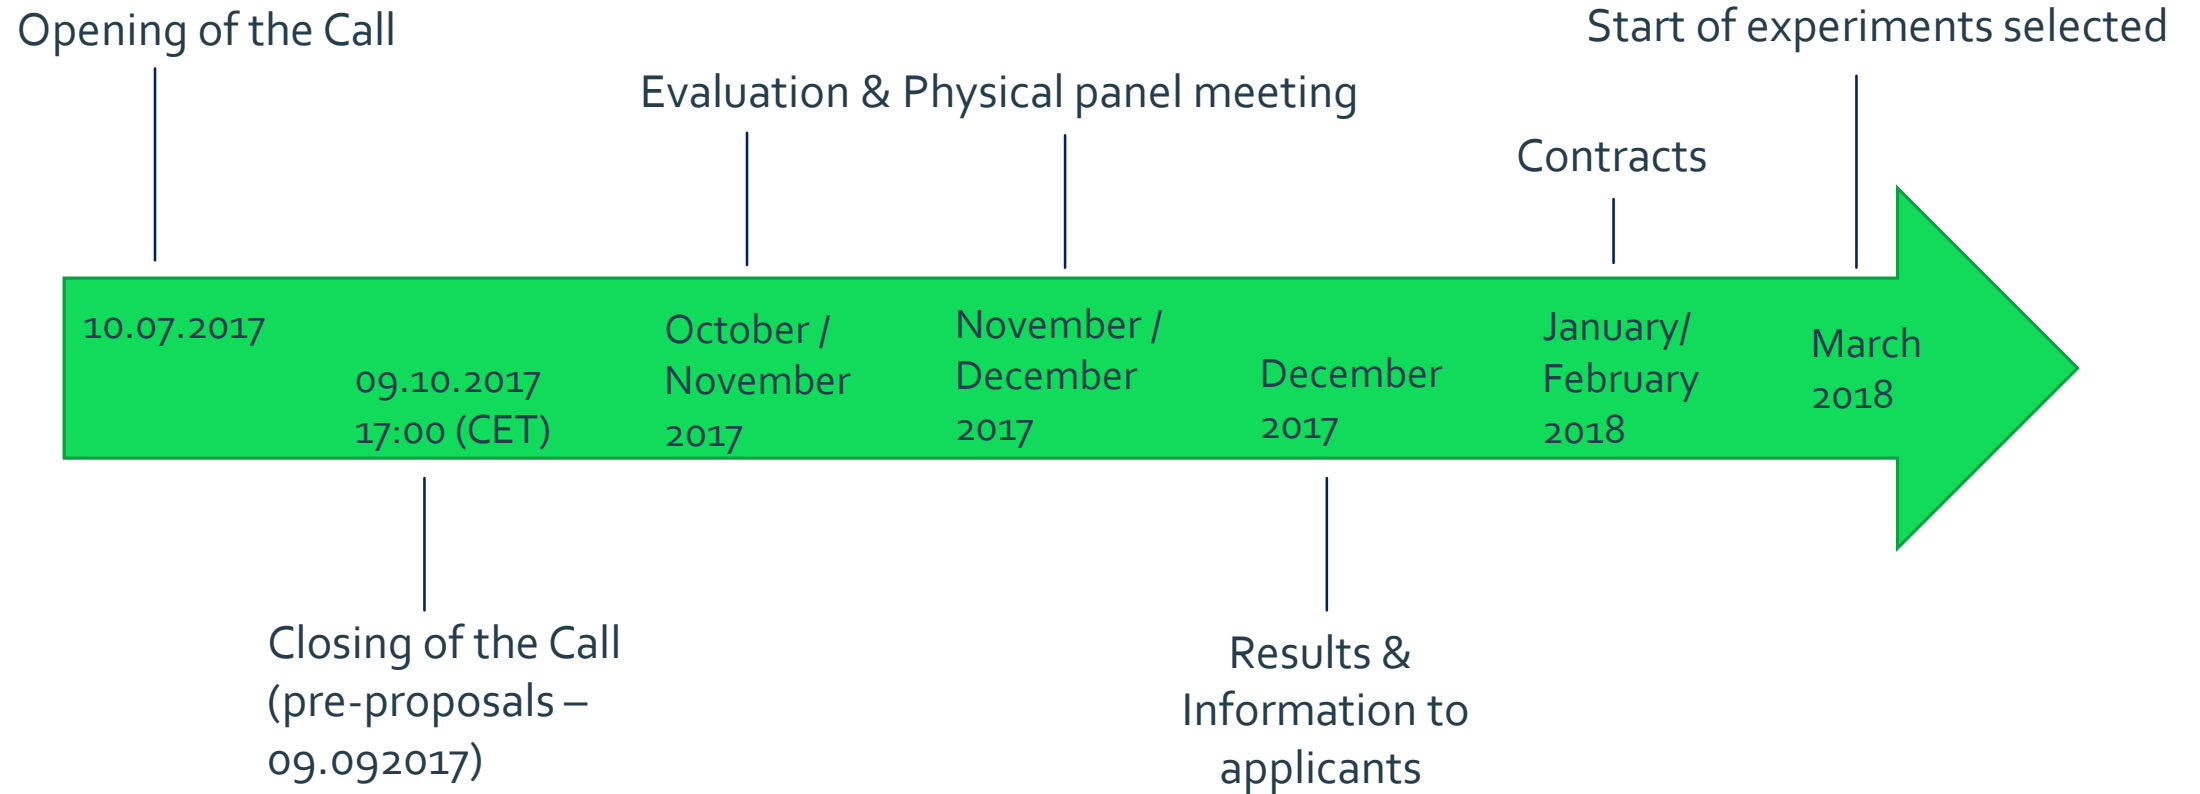 Opening of the Call
Start of experiments selected
Evaluation & Physical panel meeting
Contracts
10.07.2017
09.10.2017
17:00 (CET)
October /
November
2017
November /
December
2017
December
2017
January/
February
2018
March
2018
Closing of the Call
(pre-proposals –
09.092017)
Results &
Information to
applicants